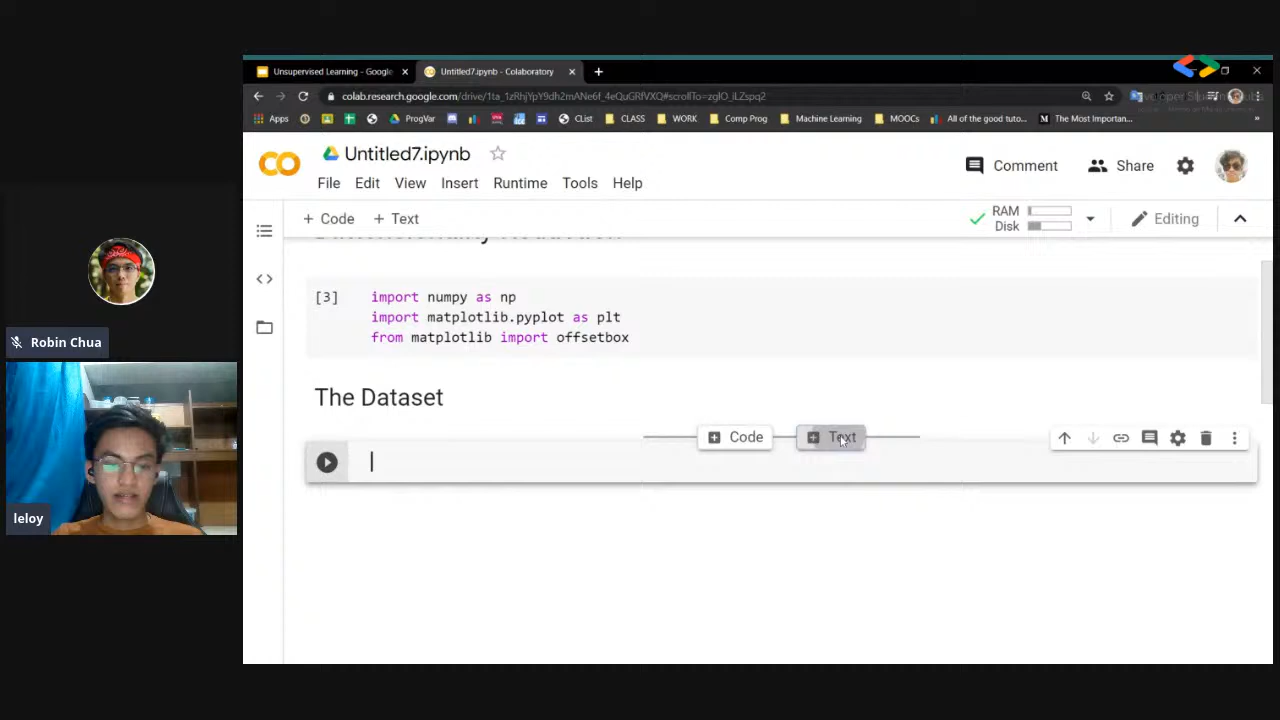 Unsupervised Learning - Google
Untitled7.ipynb - Colaboratory
Apps
ProgVar
CList
CLASS
WORK
Comp Prog
Machine Learning
MOOCs
All of the good tuto...
The Most Importan...
»
CO
Untitled7.ipynb
Comment
Share
File Edit View Insert Runtime Tools Help
+ Code + Text
RAM
Disk
Editing
[3] import numpy as np
import matplotlib.pyplot as plt
from matplotlib import offsetbox
Robin Chua
The Dataset
Code
Text
leloy